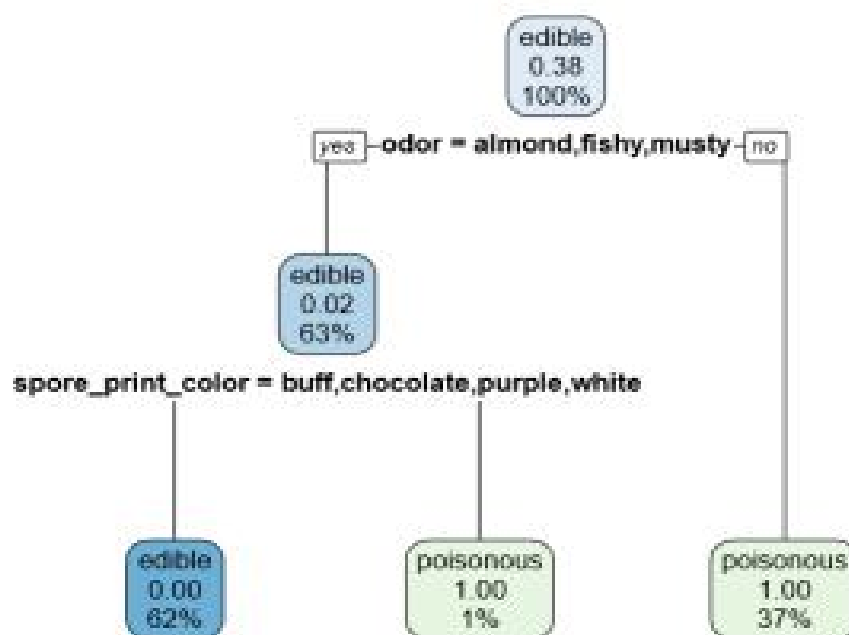 edible
0.38
100%
yes odor = almond,fishy,musty no
edible
0.02
63%
spore_print_color = buff,chocolate,purple,white
edible
0.00
62%
poisonous
1.00
1%
poisonous
1.00
37%